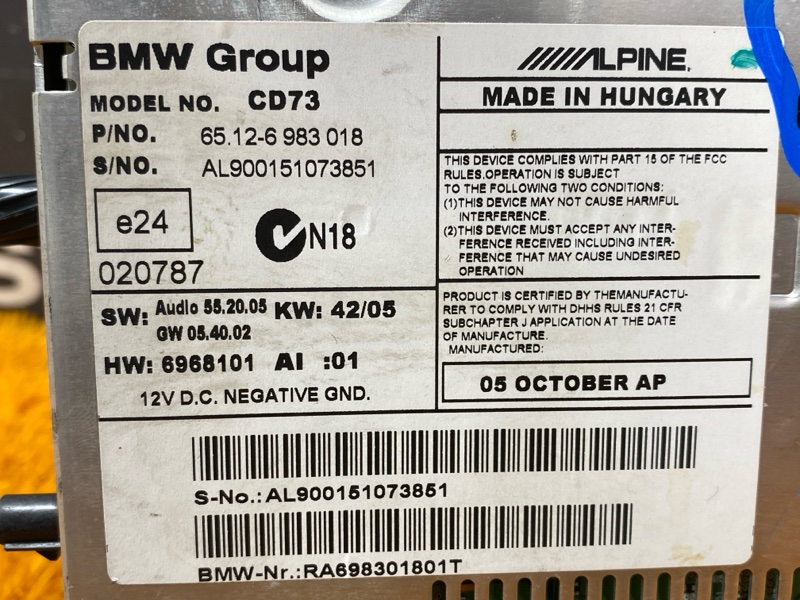 BMW Group
MODEL NO. CD73
P/NO. 65.12-6 983 018
S/NO. AL900151073851
e24
020787
N18
SW: Audio 55.20.05 KW: 42/05
GW 05.40.02
HW: 6968101 AI :01
12V D.C. NEGATIVE GND.
ALPINE
MADE IN HUNGARY
THIS DEVICE COMPLIES WITH PART 15 OF THE FCC
RULES,OPERATION IS SUBJECT
TO THE FOLLOWING TWO CONDITIONS:
(1)THIS DEVICE MAY NOT CAUSE HARMFUL
INTERFERENCE.
(2)THIS DEVICE MUST ACCEPT ANY INTER-
FERENCE RECEIVED INCLUDING INTER-
FERENCE THAT MAY CAUSE UNDESIRED
OPERATION
PRODUCT IS CERTIFIED BY THEMANUFACTU-
RER TO COMPLY WITH DHHS RULES 21 CFR
SUBCHAPTER J APPLICATION AT THE DATE
OF MANUFACTURE.
MANUFACTURED:
05 OCTOBER AP
S-No.: AL900151073851
BMW-Nr.: RA698301801T